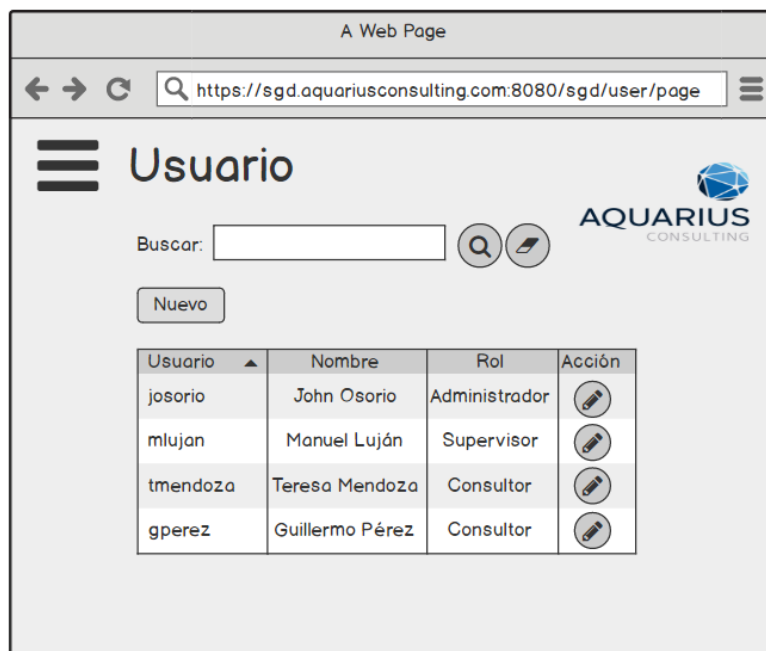 A Web Page
https://sgd.aquariusconsulting.com:8080/sgd/user/page
Usuario
AQUARIUS
CONSULTING
Buscar:
Nuevo
Usuario Nombre Rol Acción
josorio John Osorio Administrador
mlujan Manuel Luján Supervisor
tmendoza Teresa Mendoza Consultor
gperez Guillermo Pérez Consultor